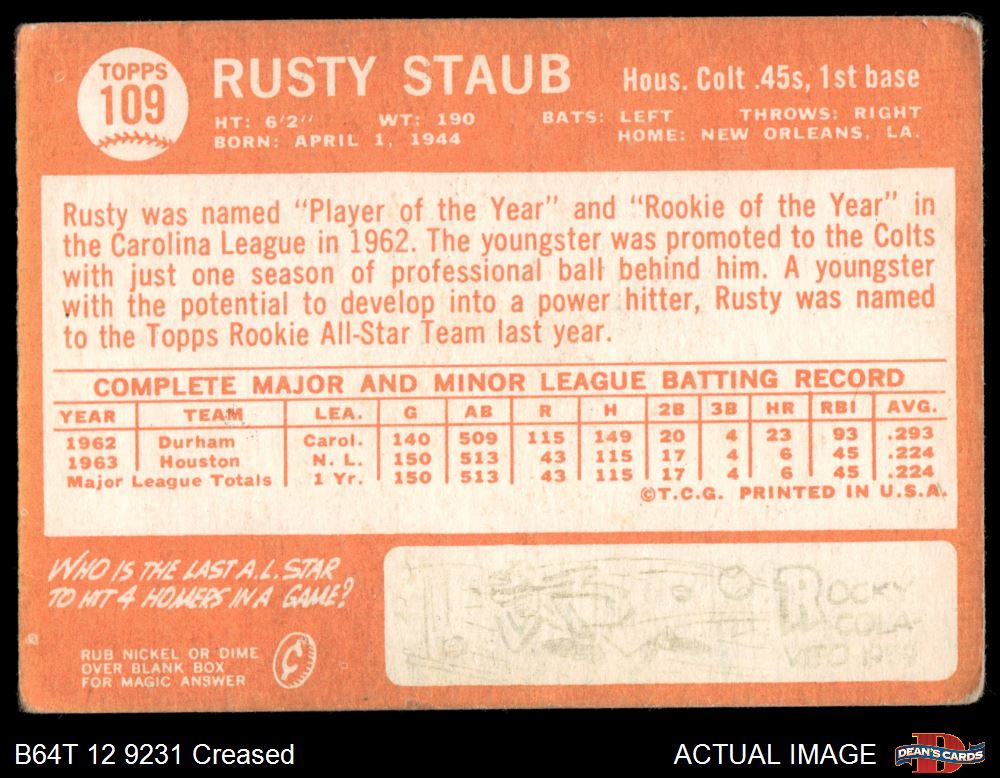 TOPPS
109
RUSTY STAUB
Hous. Colt .45s, 1st base
HT: 6'2" WT: 190 BATS: LEFT THROWS: RIGHT
BORN: APRIL 1, 1944 HOME: NEW ORLEANS, LA.
Rusty was named "Player of the Year" and "Rookie of the Year" in
the Carolina League in 1962. The youngster was promoted to the Colts
with just one season of professional ball behind him. A youngster
with the potential to develop into a power hitter, Rusty was named
to the Topps Rookie All-Star Team last year.
COMPLETE MAJOR AND MINOR LEAGUE BATTING RECORD
YEAR TEAM LEA. G AB R H 2B 3B HR RBI AVG.
1962 Durham Carol. 140 509 115 149 20 4 23 93 .293
1963 Houston N. L. 150 513 43 115 17 4 6 45 .224
Major League Totals 1 Yr. 150 513 43 115 17 4 6 45 .224
©T.C.G. PRINTED IN U.S.A.
WHO IS THE LAST A.L. STAR
TO HIT 4 HOMERS IN A GAME?
RUB NICKEL OR DIME
OVER BLANK BOX
FOR MAGIC ANSWER
ROCKY
COLA-
B64T 12 9231 Creased
ACTUAL IMAGE
DEAN'S CARDS